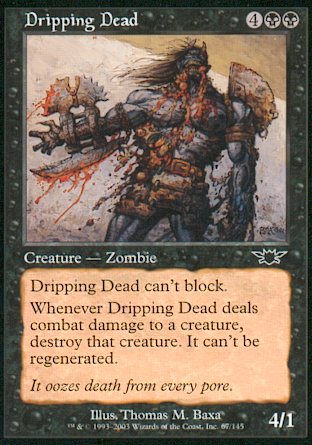 Dripping Dead 4
Creature — Zombie
Dripping Dead can't block.
Whenever Dripping Dead deals
combat damage to a creature,
destroy that creature. It can't be
regenerated.
It oozes death from every pore.
Illus. Thomas M. Baxa
™ & © 1993-2003 Wizards of the Coast, Inc. 67/145
4/1